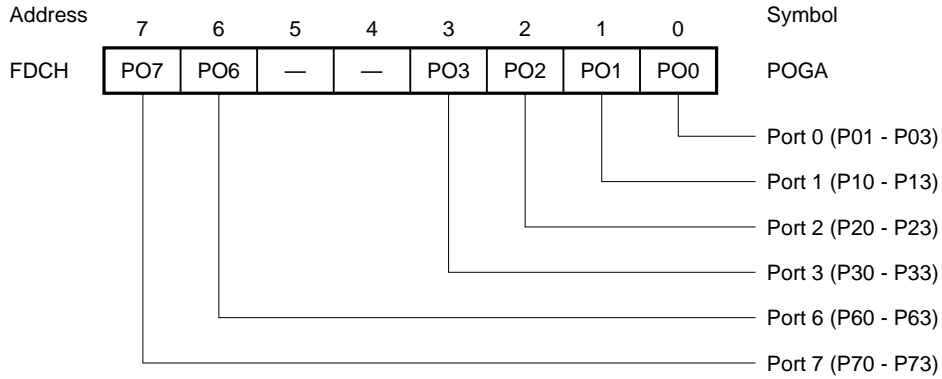 Address 7 6 5 4 3 2 1 0 Symbol
FDCH PO7 PO6 — — PO3 PO2 PO1 PO0 POGA
Port 0 (P01 - P03)
Port 1 (P10 - P13)
Port 2 (P20 - P23)
Port 3 (P30 - P33)
Port 6 (P60 - P63)
Port 7 (P70 - P73)